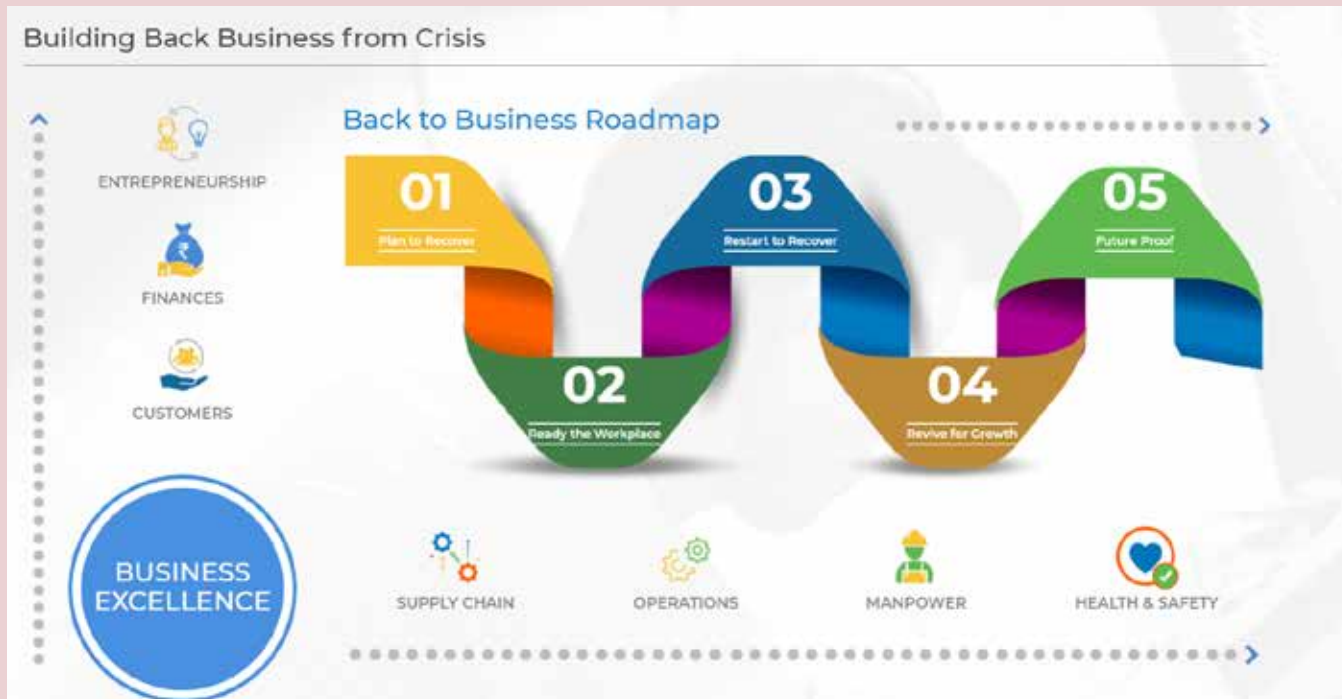 Building Back Business from Crisis
Back to Business Roadmap
ENTREPRENEURSHIP
FINANCES
₹
CUSTOMERS
BUSINESS
EXCELLENCE
01
Plan to Recover
02
Ready the Workplace
03
Restart to Recover
04
Revive for Growth
05
Future Proof
SUPPLY CHAIN
OPERATIONS
MANPOWER
HEALTH & SAFETY